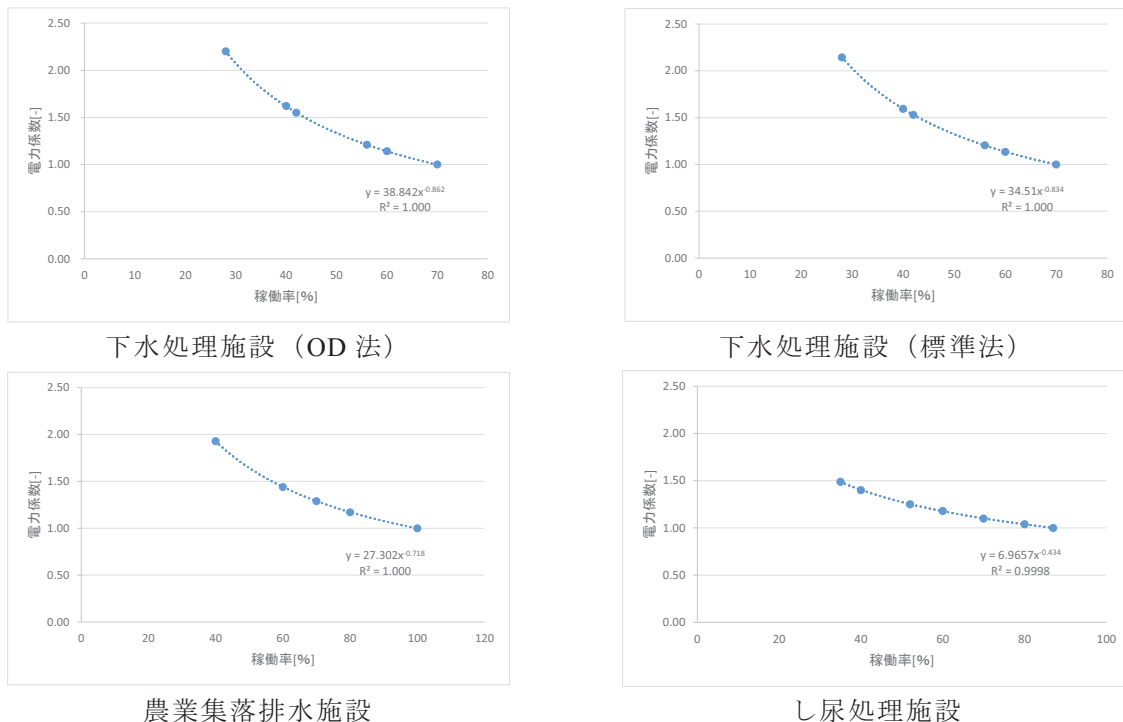 2.50
2.00
1.50
1.00
0.50
0.00
電力係数[-]
y = 38.842x^-0.862
R² = 1.000
0 10 20 30 40 50 60 70 80
稼働率[%]
下水処理施設（OD 法）
2.50
2.00
1.50
1.00
0.50
0.00
電力係数[-]
y = 34.51x^-0.834
R² = 1.000
0 10 20 30 40 50 60 70 80
稼働率[%]
下水処理施設（標準法）
2.50
2.00
1.50
1.00
0.50
0.00
電力係数[-]
y = 27.302x^-0.718
R² = 1.000
0 20 40 60 80 100 120
稼働率[%]
農業集落排水施設
2.50
2.00
1.50
1.00
0.50
0.00
電力係数[-]
y = 6.9657x^-0.434
R² = 0.9998
0 20 40 60 80 100
稼働率[%]
し尿処理施設